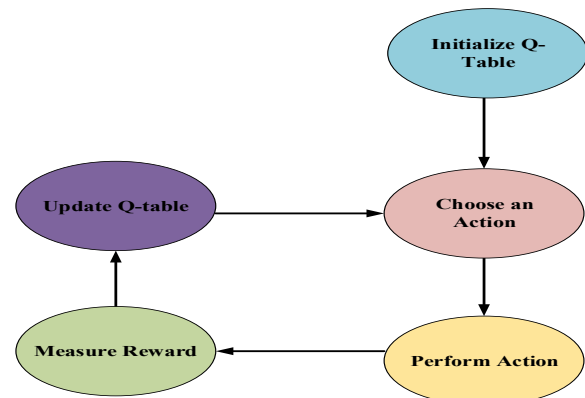 Initialize Q-
Table
Update Q-table
Choose an
Action
Measure Reward
Perform Action